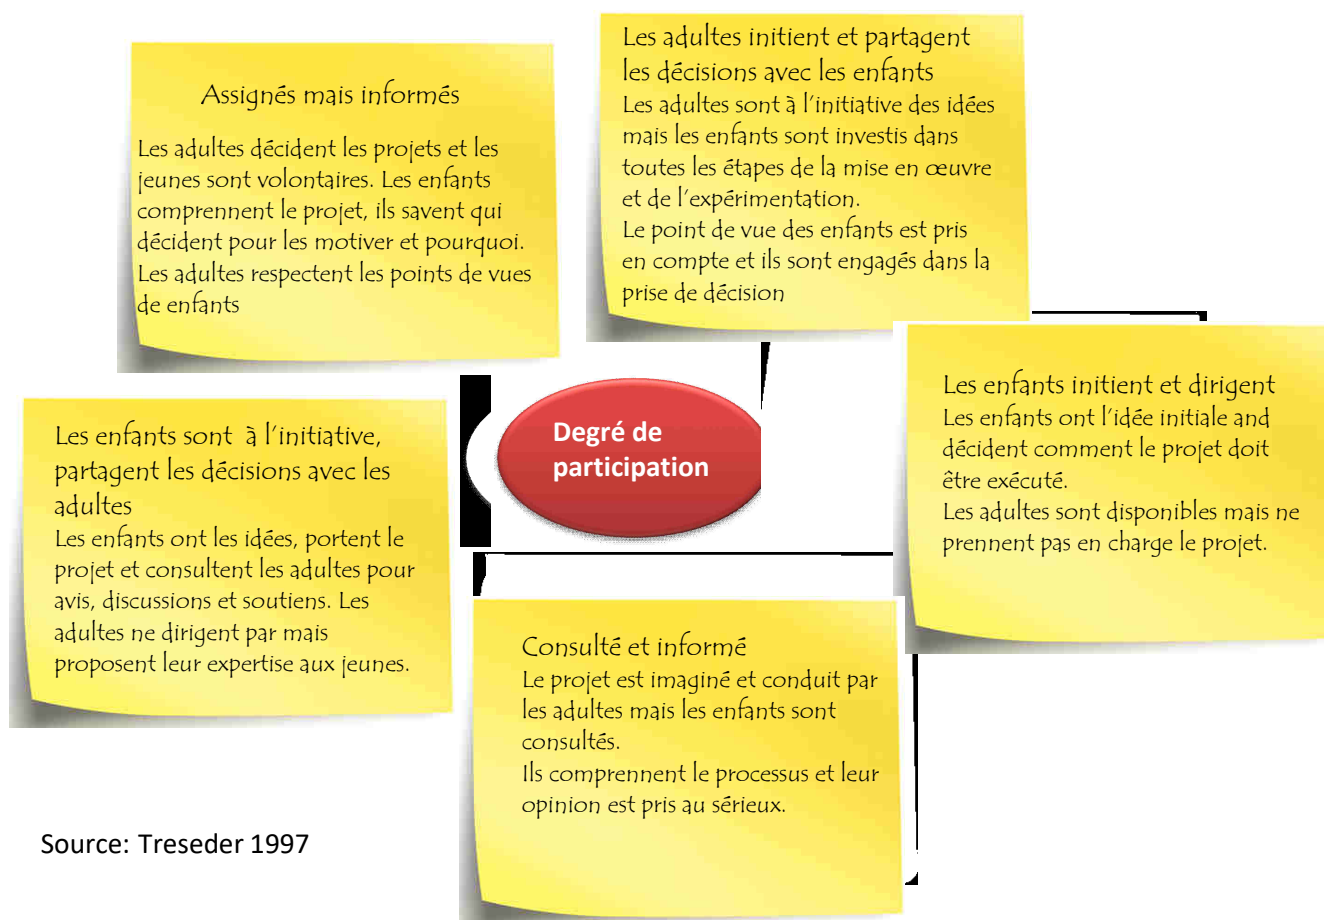 Assignés mais informés
Les adultes décident les projets et les
jeunes sont volontaires. Les enfants
comprennent le projet, ils savent qui
décident pour les motiver et pourquoi.
Les adultes respectent les points de vues
de enfants
Les adultes initient et partagent
les décisions avec les enfants
Les adultes sont à l'initiative des idées
mais les enfants sont investis dans
toutes les étapes de la mise en œuvre
et de l'expérimentation.
Le point de vue des enfants est pris
en compte et ils sont engagés dans la
prise de décision
Les enfants initient et dirigent
Les enfants ont l'idée initiale and
décident comment le projet doit
être exécuté.
Les adultes sont disponibles mais ne
prennent pas en charge le projet.
Degré de
participation
Les enfants sont à l'initiative,
partagent les décisions avec les
adultes
Les enfants ont les idées, portent le
projet et consultent les adultes pour
avis, discussions et soutiens. Les
adultes ne dirigent par mais
proposent leur expertise aux jeunes.
Consulté et informé
Le projet est imaginé et conduit par
les adultes mais les enfants sont
consultés.
Ils comprennent le processus et leur
opinion est pris au sérieux.
Source: Treseder 1997